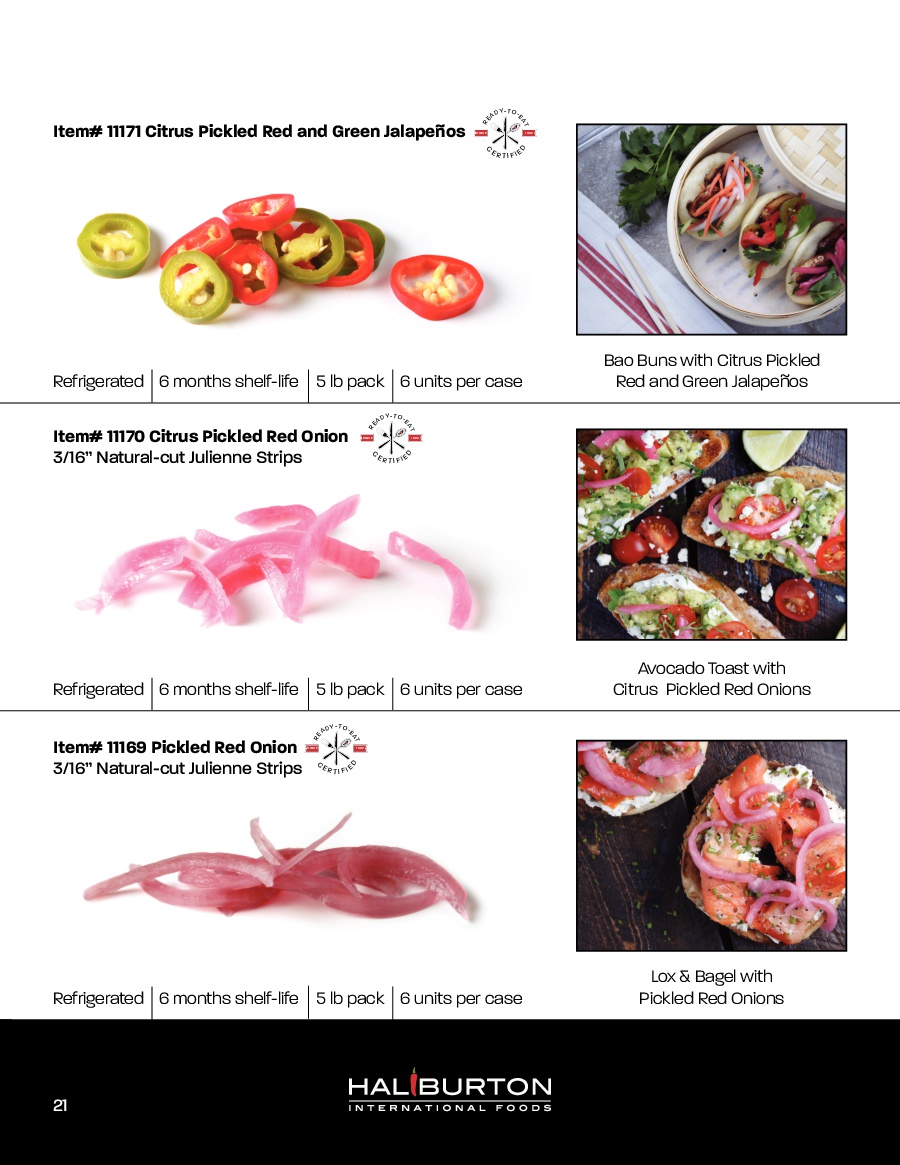 Item# 11171 Citrus Pickled Red and Green Jalapeños
READY-TO-EAT
CERTIFIED
Refrigerated
6 months shelf-life
5 lb pack
6 units per case
Bao Buns with Citrus Pickled
Red and Green Jalapeños
Item# 11170 Citrus Pickled Red Onion
READY-TO-EAT
CERTIFIED
3/16” Natural-cut Julienne Strips
Refrigerated
6 months shelf-life
5 lb pack
6 units per case
Avocado Toast with
Citrus  Pickled Red Onions
Item# 11169 Pickled Red Onion
READY-TO-EAT
CERTIFIED
3/16” Natural-cut Julienne Strips
Refrigerated
6 months shelf-life
5 lb pack
6 units per case
Lox & Bagel with
Pickled Red Onions
21
HALIBURTON
INTERNATIONAL FOODS